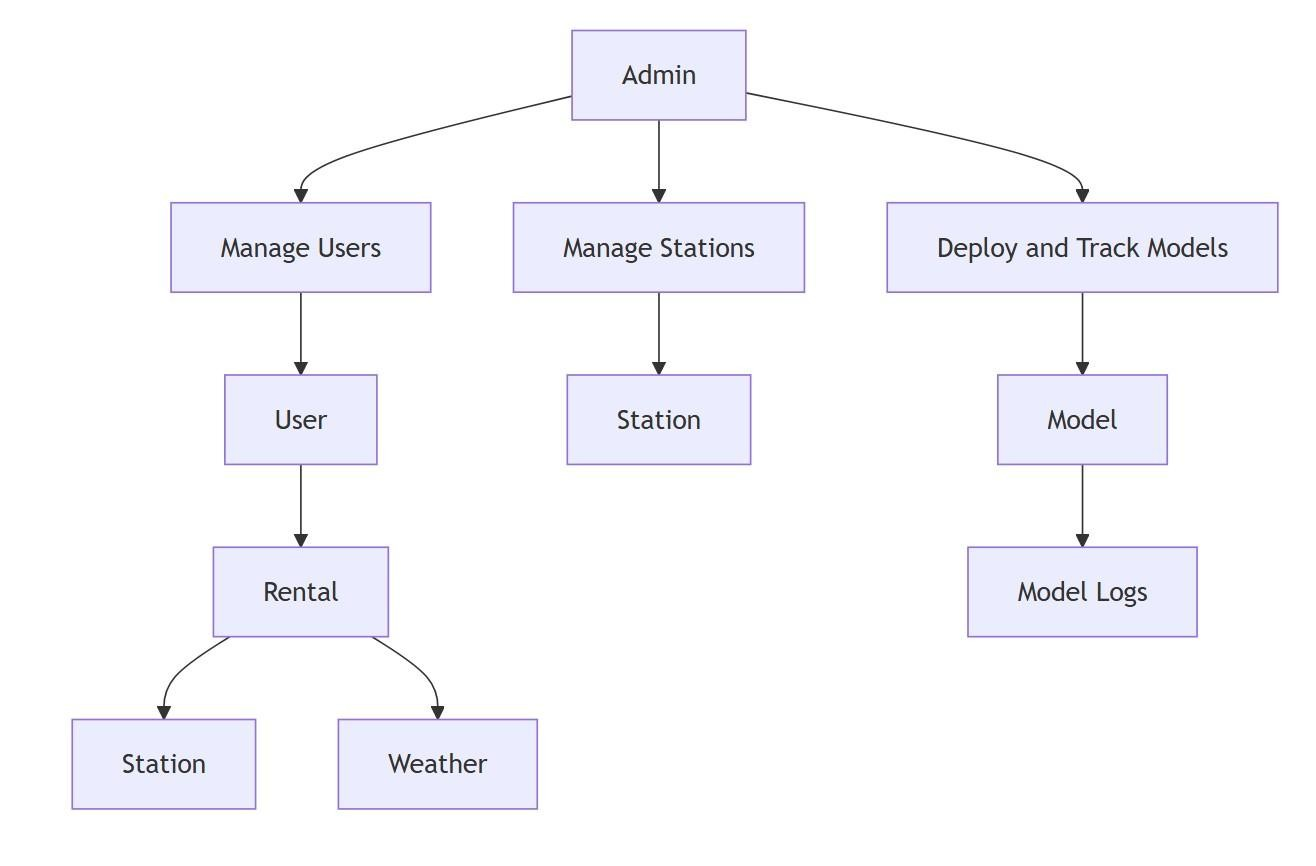 Admin
Manage Users
Manage Stations
Deploy and Track Models
User
Station
Model
Rental
Model Logs
Station
Weather